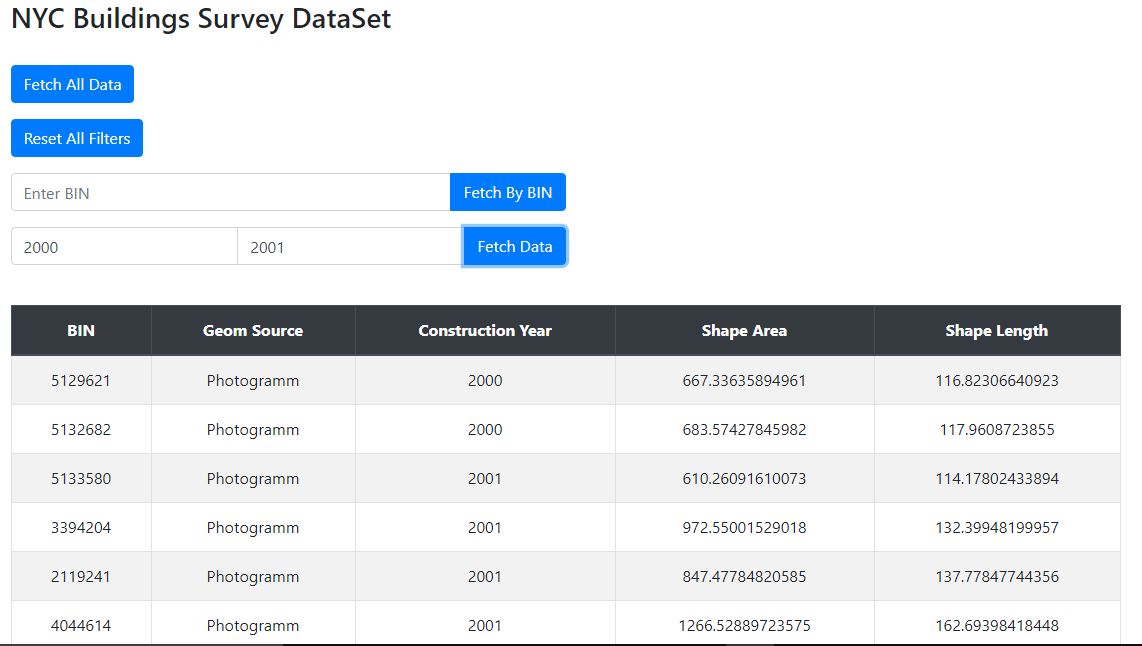 NYC Buildings Survey DataSet
Fetch All Data
Reset All Filters
Enter BIN Fetch By BIN
2000 2001 Fetch Data
BIN Geom Source Construction Year Shape Area Shape Length
5129621 Photogramm 2000 667.33635894961 116.82306640923
5132682 Photogramm 2000 683.57427845982 117.9608723855
5133580 Photogramm 2001 610.26091610073 114.17802433894
3394204 Photogramm 2001 972.55001529018 132.39948199957
2119241 Photogramm 2001 847.47784820585 137.77847744356
4044614 Photogramm 2001 1266.52889723575 162.69398418448